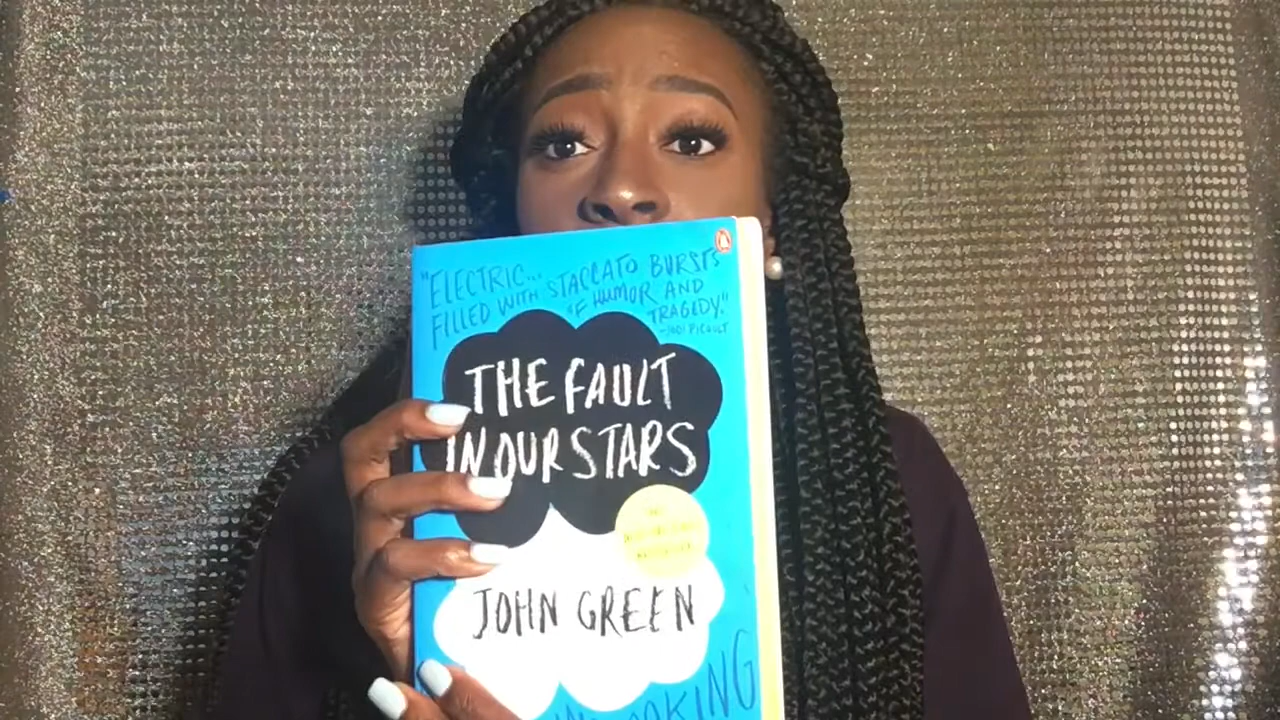 "ELECTRIC...
FILLED WITH STACCATO BURSTS
OF HUMOR AND
TRAGEDY."
-JODI PICOULT
THE FAULT
IN OUR STARS
JOHN GREEN